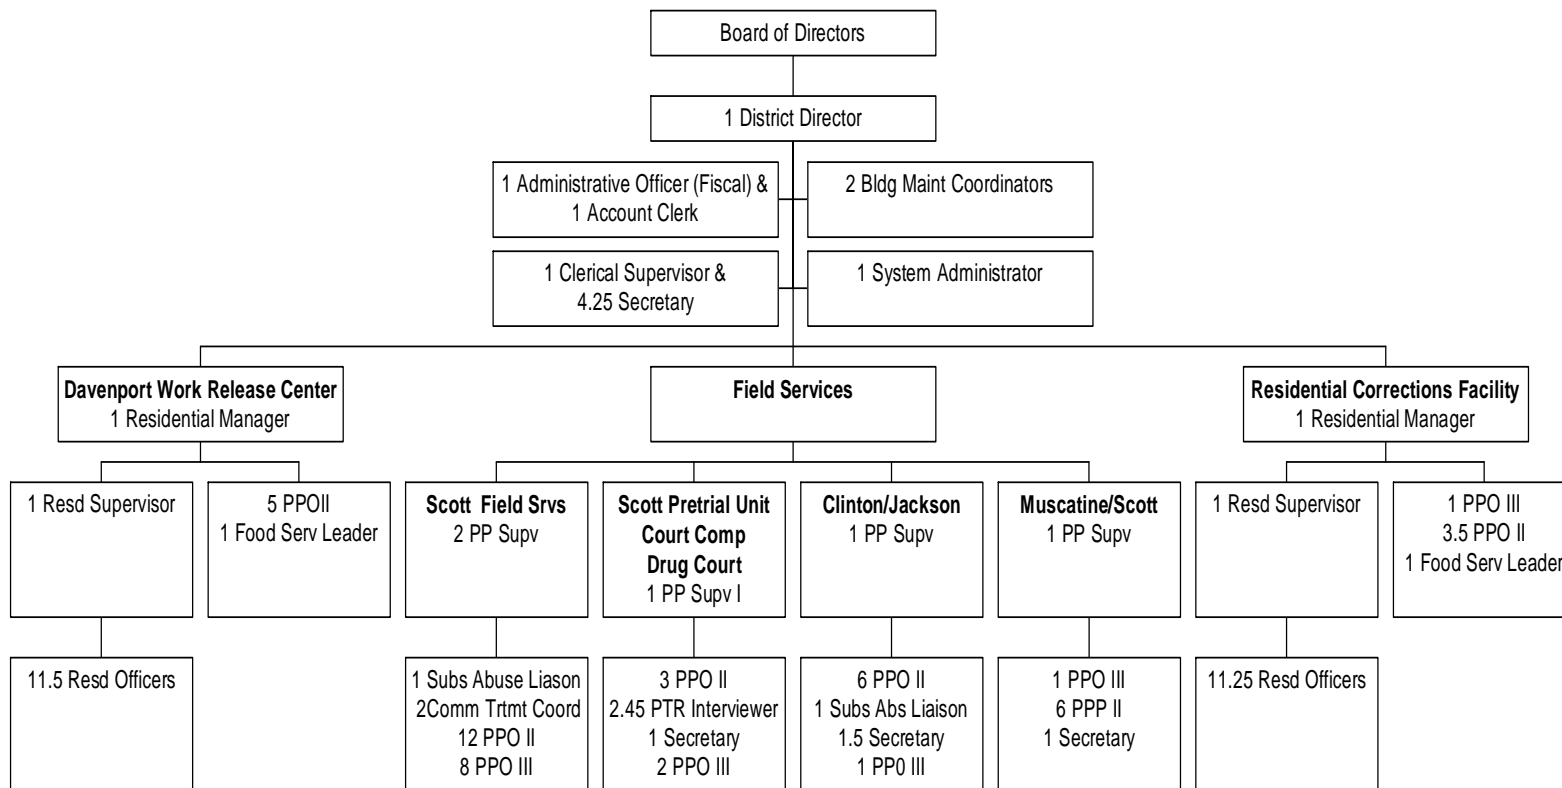 Board of Directors
1 District Director
1 Administrative Officer (Fiscal) &
1 Account Clerk
2 Bldg Maint Coordinators
1 Clerical Supervisor &
4.25 Secretary
1 System Administrator
Davenport Work Release Center
1 Residential Manager
Field Services
Residential Corrections Facility
1 Residential Manager
1 Resd Supervisor
5 PPOII
1 Food Serv Leader
Scott Field Srvs
2 PP Supv
Scott Pretrial Unit
Court Comp
Drug Court
1 PP Supv I
Clinton/Jackson
1 PP Supv
Muscatine/Scott
1 PP Supv
1 Resd Supervisor
1 PPO III
3.5 PPO II
1 Food Serv Leader
11.5 Resd Officers
1 Subs Abuse Liason
2Comm Trtmt Coord
12 PPO II
8 PPO III
3 PPO II
2.45 PTR Interviewer
1 Secretary
2 PPO III
6 PPO II
1 Subs Abs Liaison
1.5 Secretary
1 PP0 III
1 PPO III
6 PPP II
1 Secretary
11.25 Resd Officers